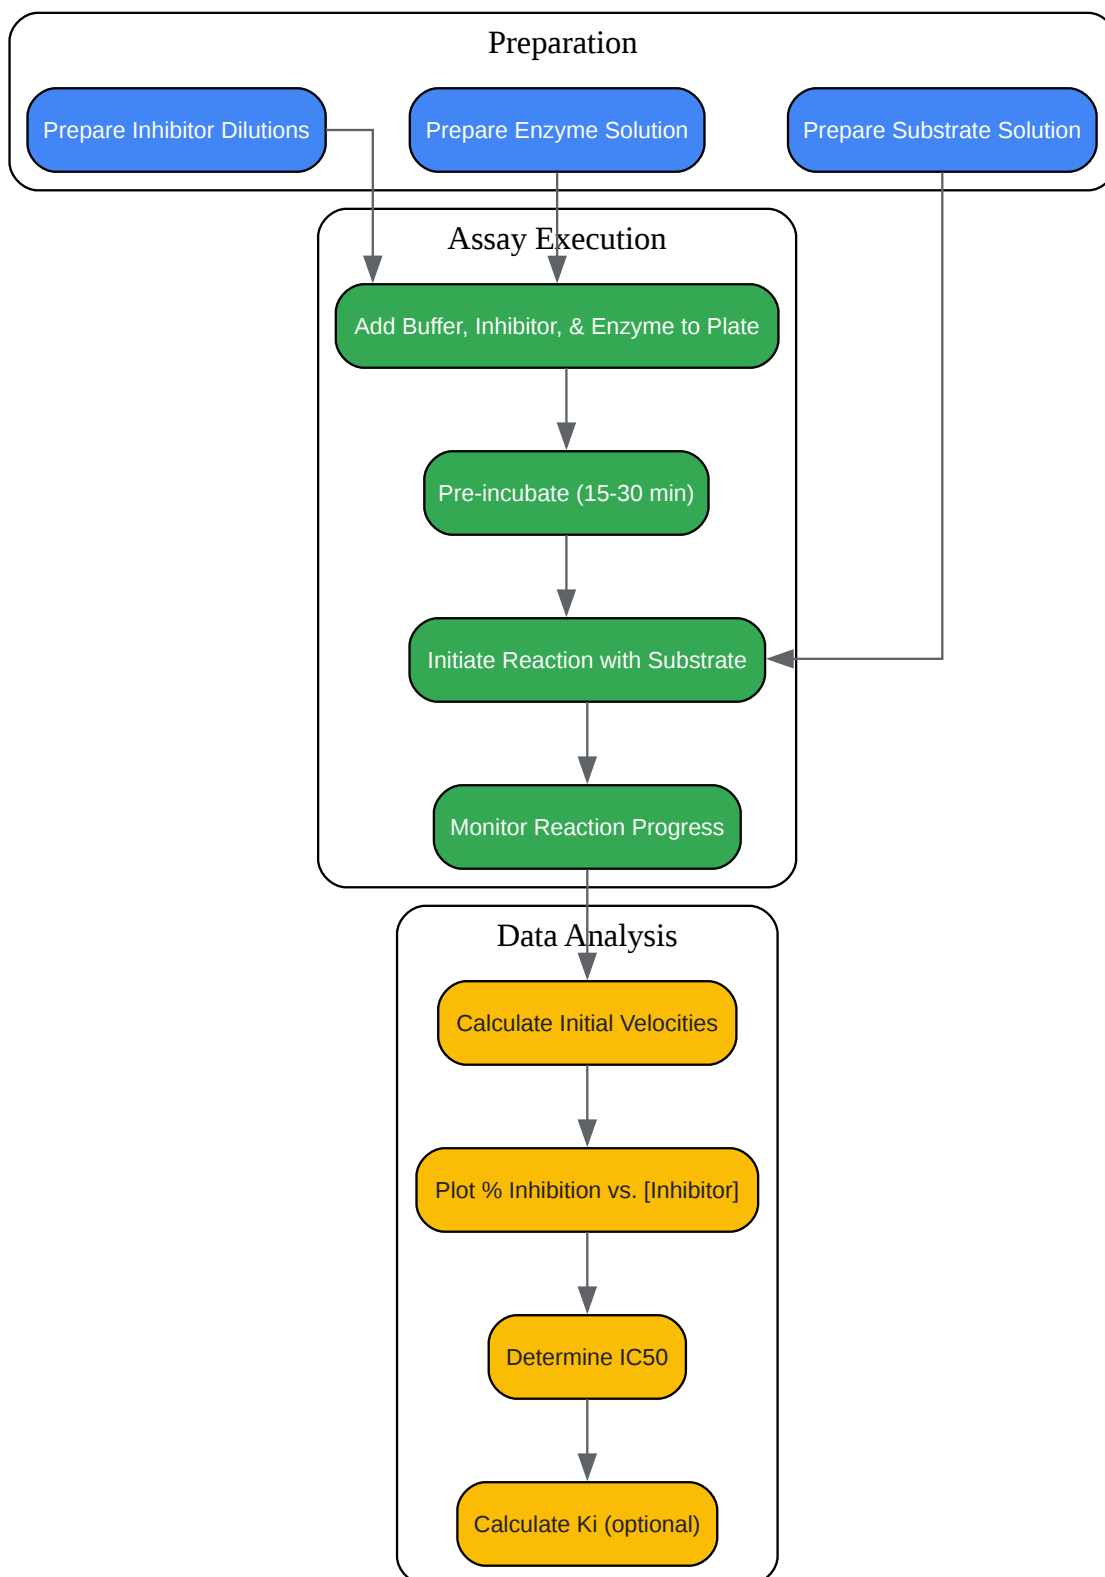 Preparation
Prepare Inhibitor Dilutions
Prepare Enzyme Solution
Prepare Substrate Solution
Assay Execution
Add Buffer, Inhibitor, & Enzyme to Plate
Pre-incubate (15-30 min)
Initiate Reaction with Substrate
Monitor Reaction Progress
Data Analysis
Calculate Initial Velocities
Plot % Inhibition vs. [Inhibitor]
Determine IC50
Calculate Ki (optional)